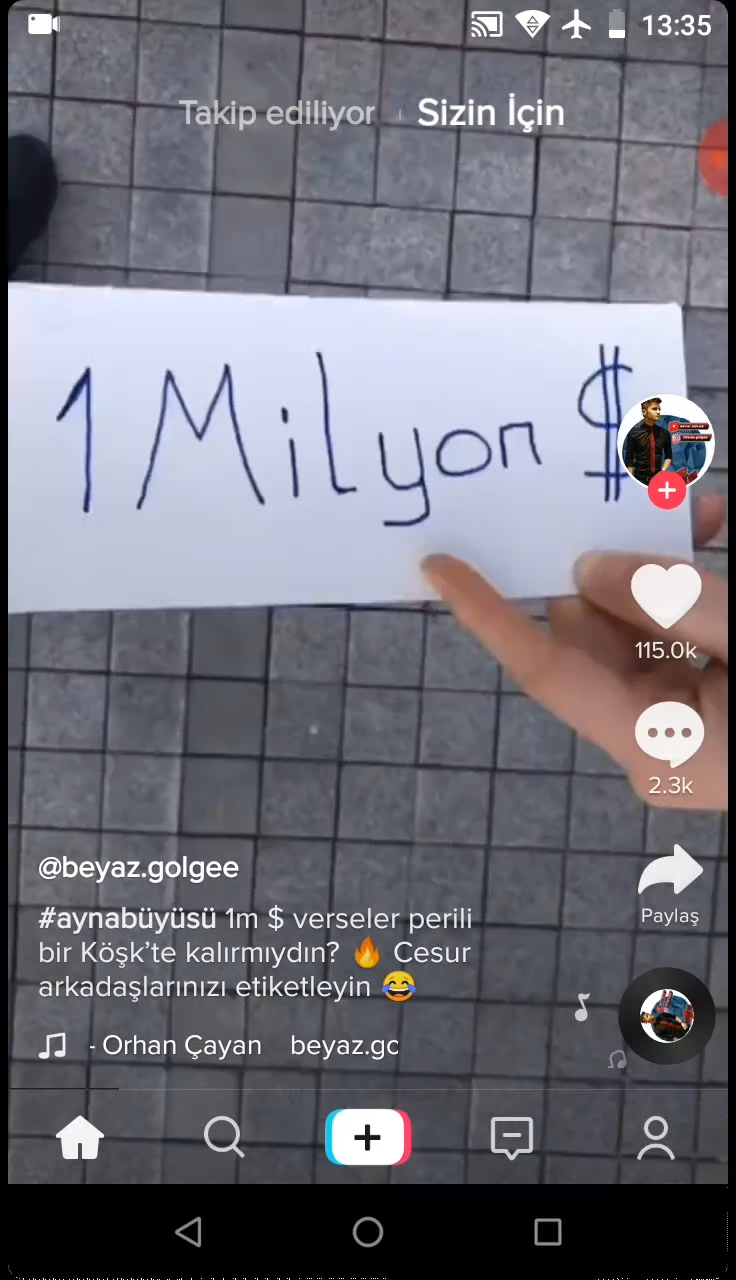 13:35
Takip ediliyor
Sizin İçin
1 Milyon $
115.0k
2.3k
Paylaş
@beyaz.golgee
#aynabüyüsü 1m $ verseler perili
bir Köşk'te kalırmıydın? 🔥 Cesur
arkadaşlarınızı etiketleyin 😂
- Orhan Çayan beyaz.gc